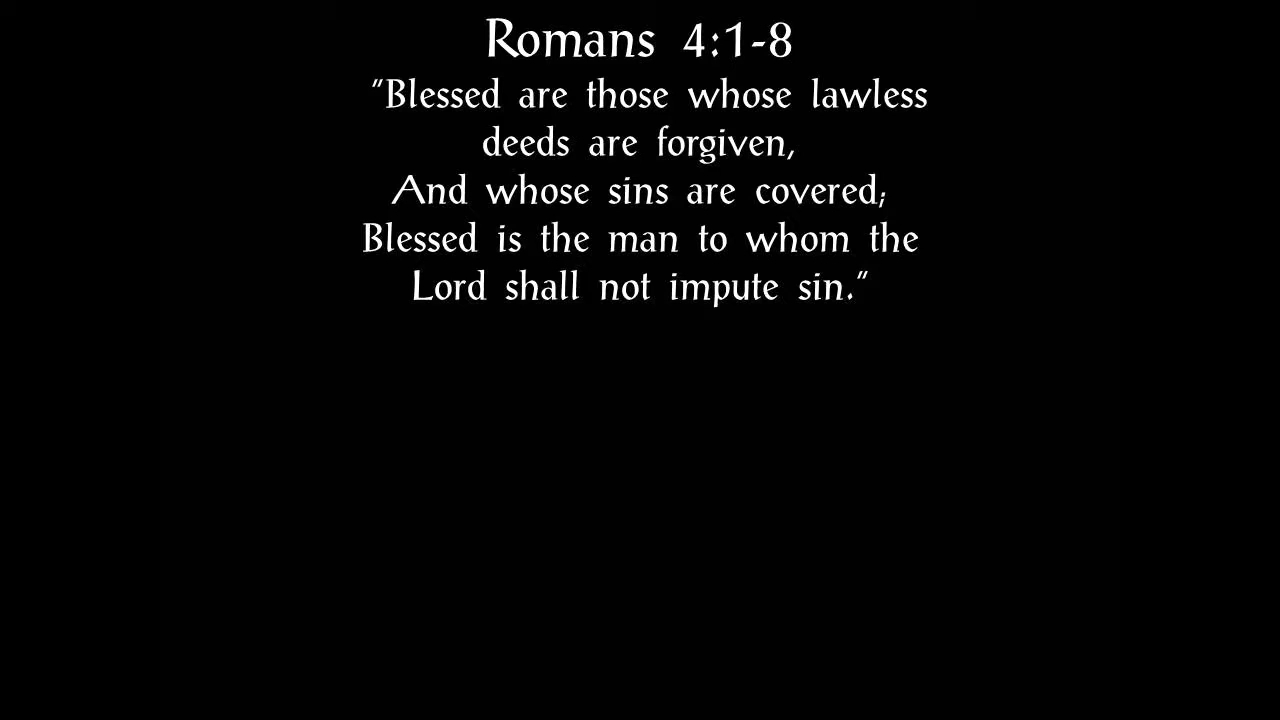 Romans 4:1-8
"Blessed are those whose lawless
deeds are forgiven,
And whose sins are covered;
Blessed is the man to whom the
Lord shall not impute sin."